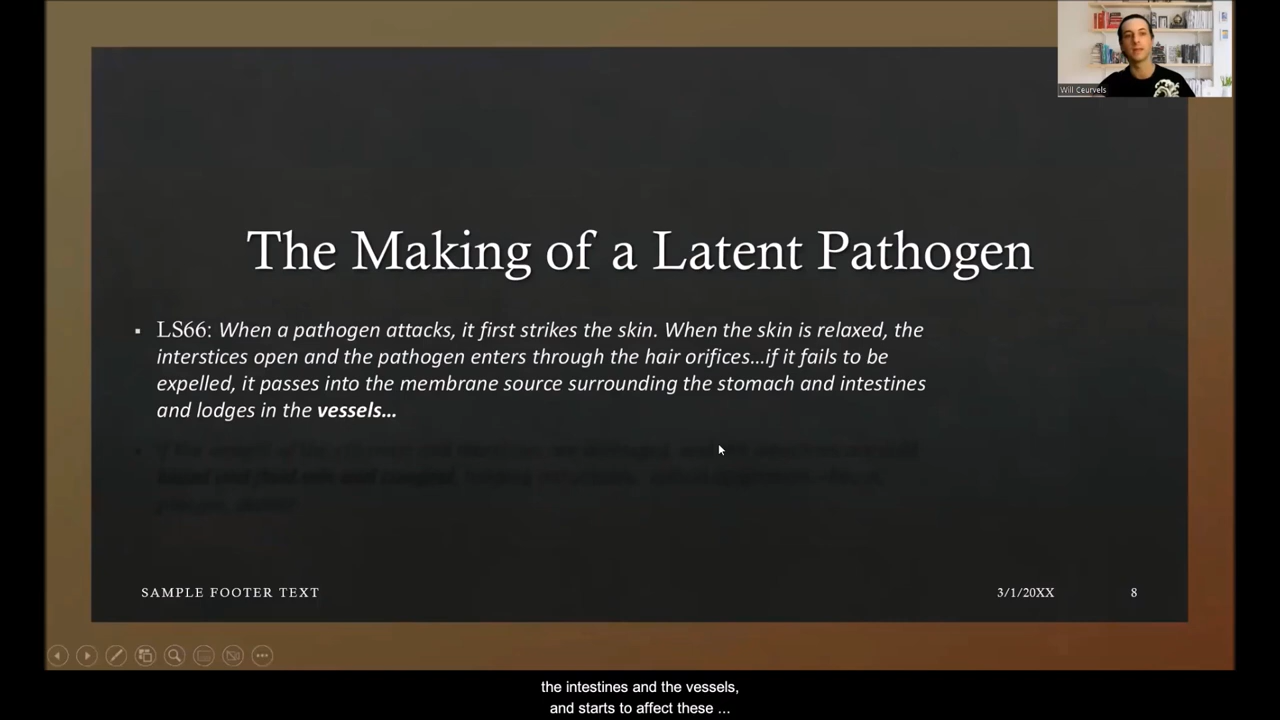 Will Ceurvels
The Making of a Latent Pathogen
▪ LS66: When a pathogen attacks, it first strikes the skin. When the skin is relaxed, the
interstices open and the pathogen enters through the hair orifices...if it fails to be
expelled, it passes into the membrane source surrounding the stomach and intestines
and lodges in the vessels...
SAMPLE FOOTER TEXT
3/1/20XX
8
the intestines and the vessels,
and starts to affect these ...